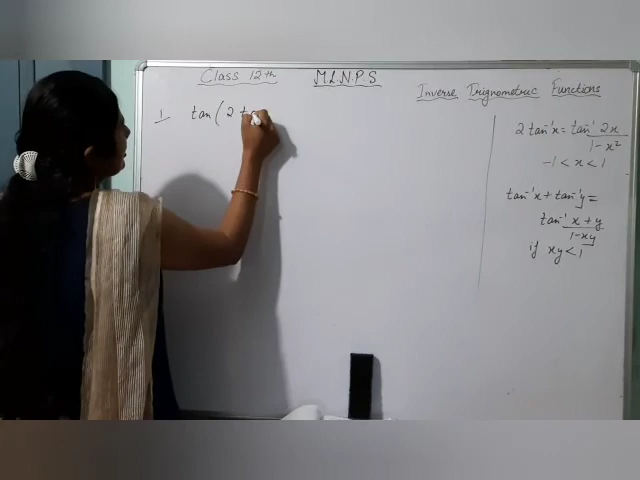 Class 12th M.L.N.P.S
Inverse Trignometric Functions
1 tan(2 t
2 tan⁻¹x = tan⁻¹ 2x / 1-x²
-1 < x < 1
tan⁻¹x + tan⁻¹y =
tan⁻¹ x + y / 1-xy
if xy < 1